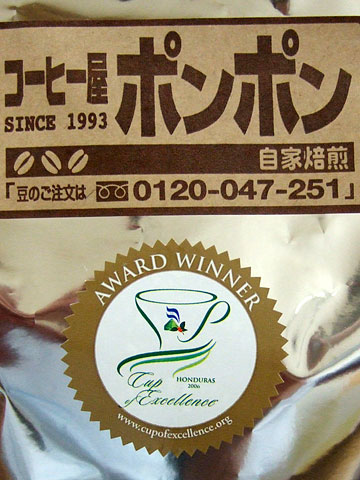 コーヒー屋
SINCE 1993
ポンポン
自家焙煎
「豆のご注文は 0120-047-251」
AWARD WINNER
HONDURAS
2006
Cup
of Excellence
www.cupofexcellence.org